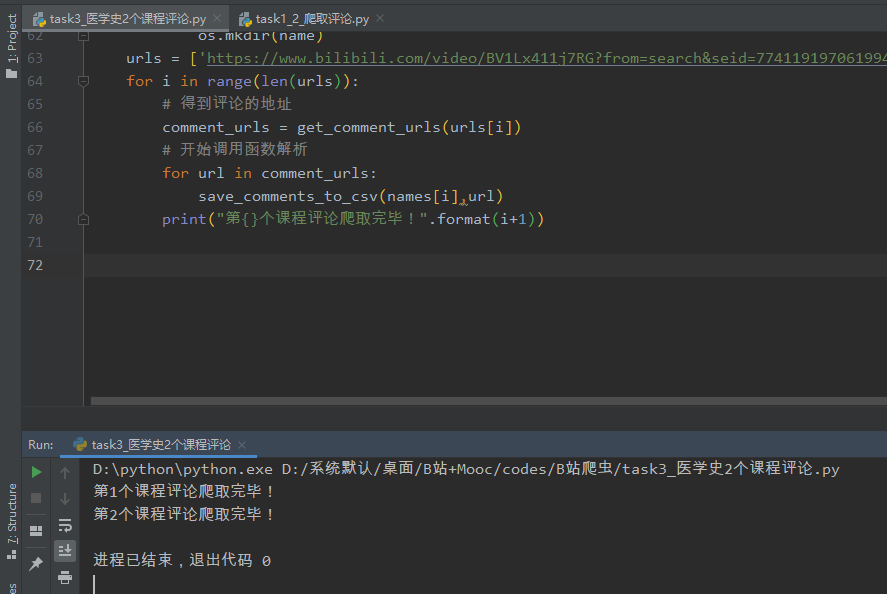 task3_医学史2个课程评论.py
task1_2_爬取评论.py
1: Project
62 os.mkdir(name)
63 urls = ['https://www.bilibili.com/video/BV1Lx411j7RG?from=search&seid=774119197061994
64 for i in range(len(urls)):
65 # 得到评论的地址
66 comment_urls = get_comment_urls(urls[i])
67 # 开始调用函数解析
68 for url in comment_urls:
69 save_comments_to_csv(names[i],url)
70 print("第{}个课程评论爬取完毕！".format(i+1))
71
72
Run: task3_医学史2个课程评论
7: Structure
D:\python\python.exe D:/系统默认/桌面/B站+Mooc/codes/B站爬虫/task3_医学史2个课程评论.py
第1个课程评论爬取完毕！
第2个课程评论爬取完毕！
进程已结束，退出代码 0